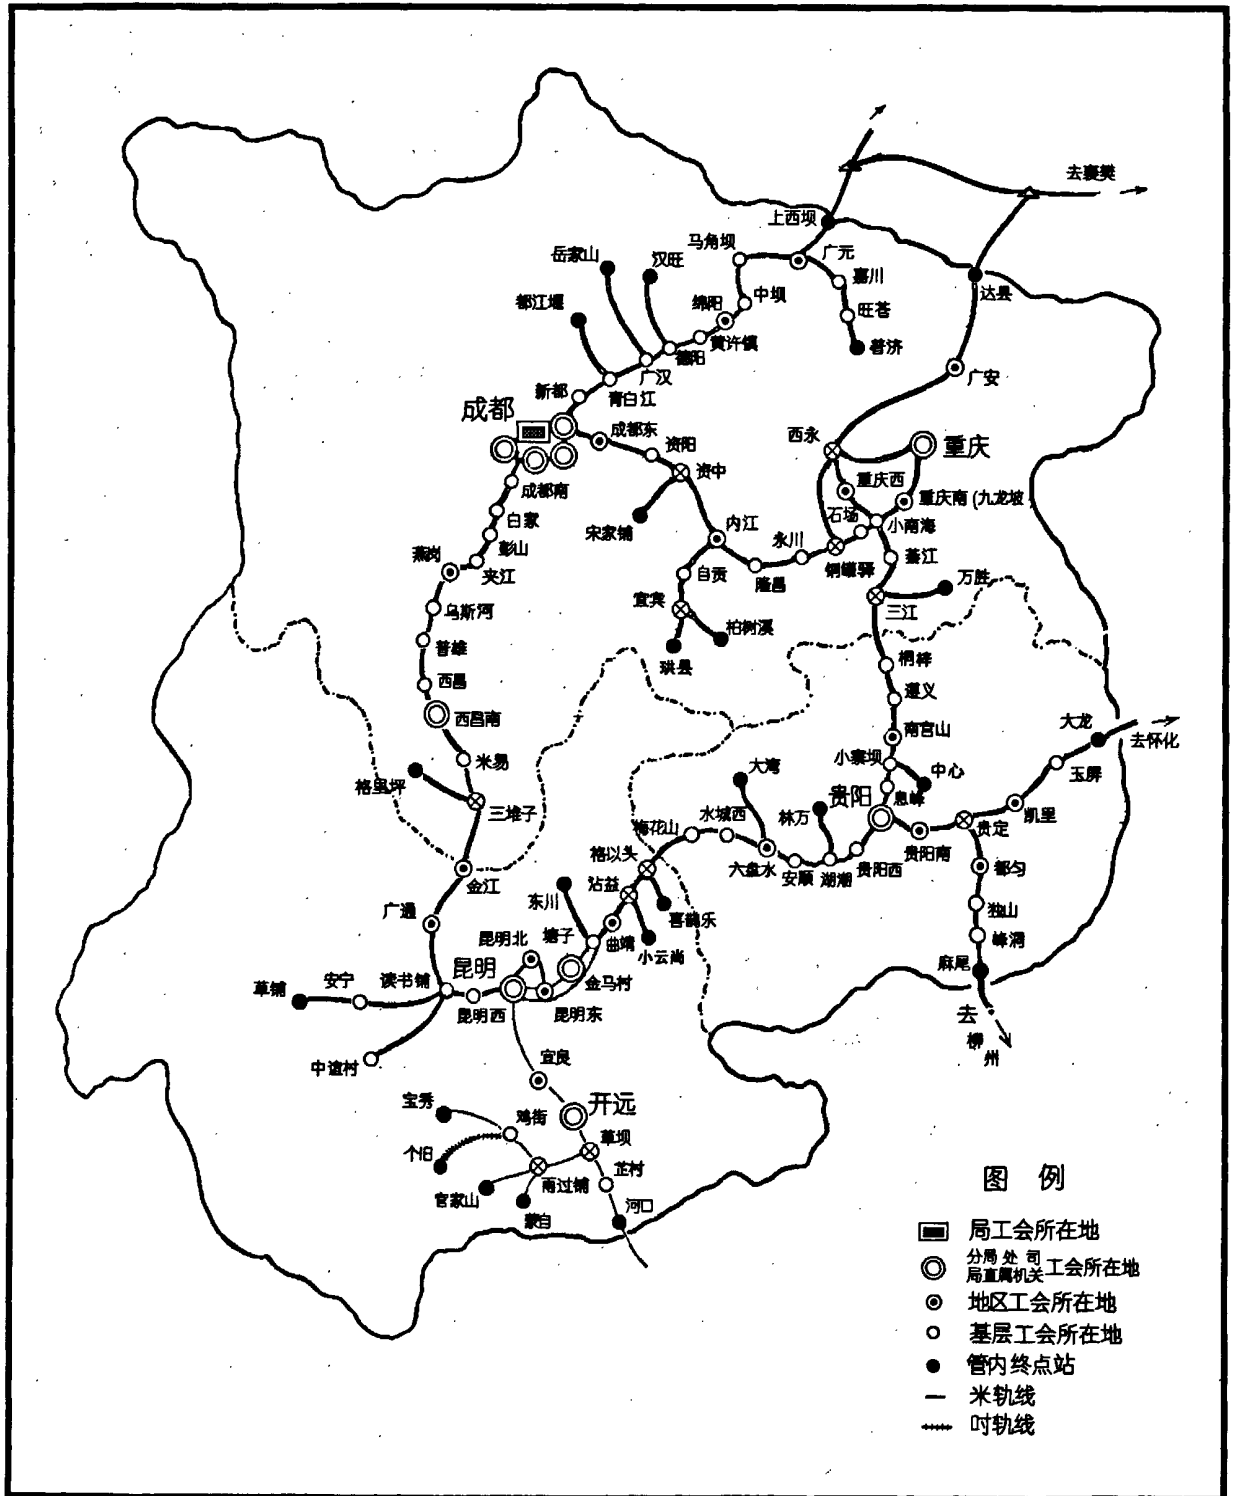 去襄樊
上西坝
马角坝
广元
岳家山
汉旺
嘉川
达县
都江堰
绵阳
中坝
旺苍
黄许镇
普济
德阳
广汉
广安
新都
青白江
成都
成都东
资阳
西永
重庆
资中
重庆西
成都南
重庆南(九龙坡
石场
白家
宋家铺
内江
永川
小南海
彭山
燕岗
夹江
自贡
隆昌
铜罐驿
綦江
万胜
乌斯河
宜宾
三江
柏树溪
普雄
珙县
桐梓
西昌
遵义
西昌南
大龙
南宫山
去怀化
米易
小寨坝
格里坪
大湾
中心
玉屏
息峰
贵阳
三堆子
水城西
林万
凯里
梅花山
贵定
贵阳南
格以头
六盘水
安顺
湖潮
贵阳西
都匀
金江
沾益
东川
广通
喜鹊乐
独山
昆明北
塘子
曲靖
峰洞
小云尚
昆明
麻尾
安宁
读书铺
金马村
草铺
昆明西
昆明东
去
柳
州
中谊村
宜良
宝秀
鸡街
开远
草坝
个旧
芷村
官家山
雨过铺
河口
蒙自
图例
局工会所在地
分局处司
局直属机关工会所在地
地区工会所在地
基层工会所在地
管内终点站
米轨线
吋轨线